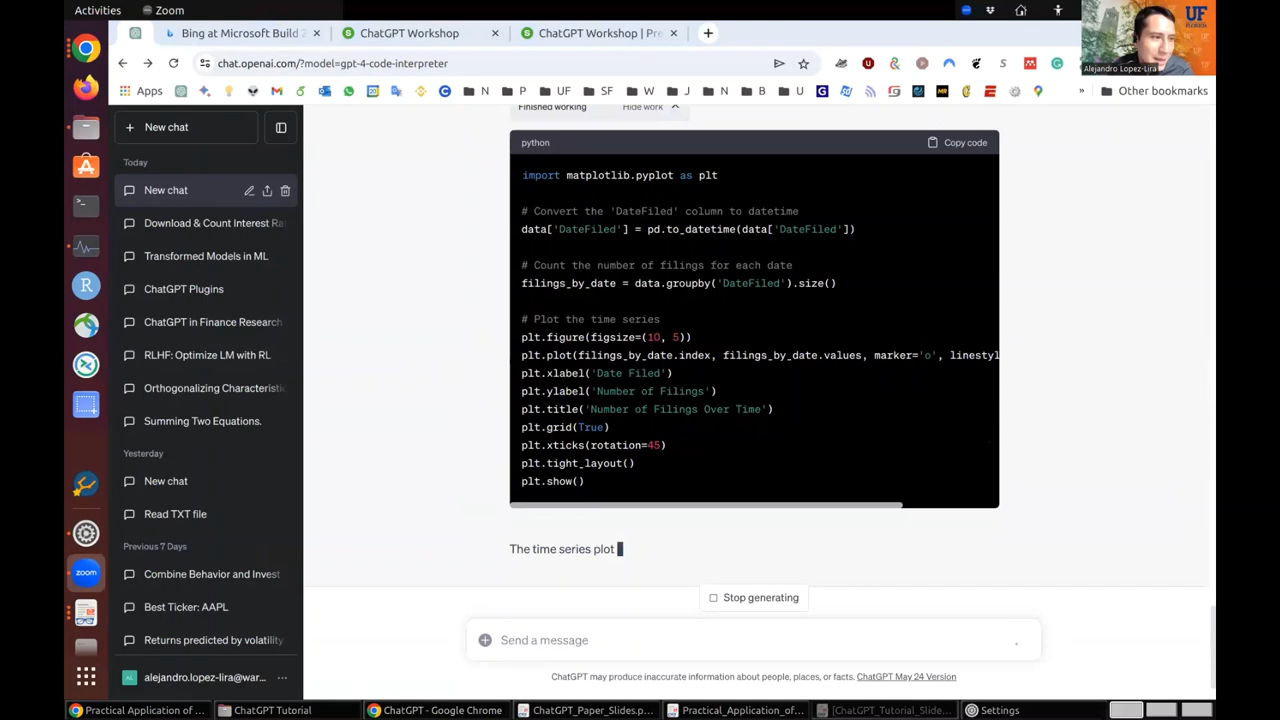 Activities
Zoom
Alejandro Lopez-Lira
UF
Bing at Microsoft Build 2
ChatGPT Workshop
ChatGPT Workshop | Pre
chat.openai.com/?model=gpt-4-code-interpreter
Apps
N
P
UF
SF
W
J
N
B
U
Other bookmarks
New chat
Today
New chat
Download & Count Interest Ra
Transformed Models in ML
ChatGPT Plugins
ChatGPT in Finance Research
RLHF: Optimize LM with RL
Orthogonalizing Characteristic
Summing Two Equations.
Yesterday
New chat
Read TXT file
Previous 7 Days
Combine Behavior and Invest
Best Ticker: AAPL
Returns predicted by volatility
AL
alejandro.lopez-lira@war...
zoom
Finished working
Hide work
python
Copy code
import matplotlib.pyplot as plt
# Convert the 'DateFiled' column to datetime
data['DateFiled'] = pd.to_datetime(data['DateFiled'])
# Count the number of filings for each date
filings_by_date = data.groupby('DateFiled').size()
# Plot the time series
plt.figure(figsize=(10, 5))
plt.plot(filings_by_date.index, filings_by_date.values, marker='o', linestyl
plt.xlabel('Date Filed')
plt.ylabel('Number of Filings')
plt.title('Number of Filings Over Time')
plt.grid(True)
plt.xticks(rotation=45)
plt.tight_layout()
plt.show()
The time series plot
Stop generating
Send a message
ChatGPT may produce inaccurate information about people, places, or facts. ChatGPT May 24 Version
Practical Application of ...
ChatGPT Tutorial
ChatGPT - Google Chrome
ChatGPT_Paper_Slides.p...
Practical_Application_of...
[ChatGPT_Tutorial_Slide...
Settings